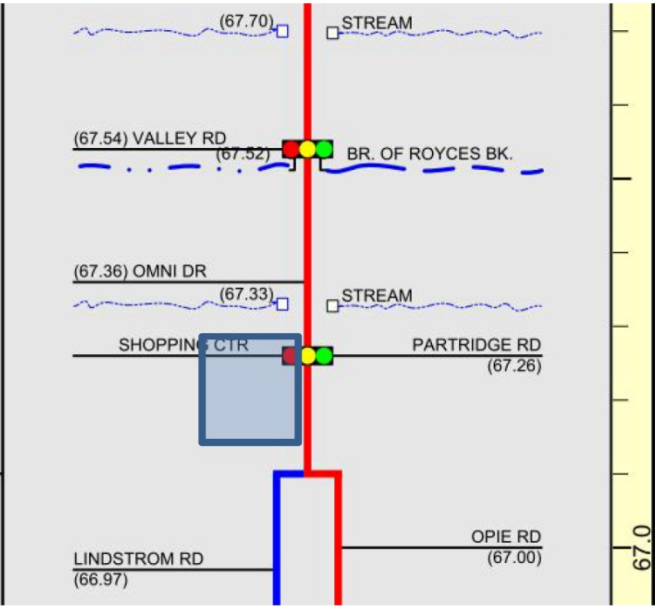 (67.70) STREAM
(67.54) VALLEY RD
(67.52) BR. OF ROYCES BK.
(67.36) OMNI DR
(67.33) STREAM
SHOPPING CTR PARTRIDGE RD
(67.26)
OPIE RD
(67.00)
67.0
LINDSTROM RD
(66.97)